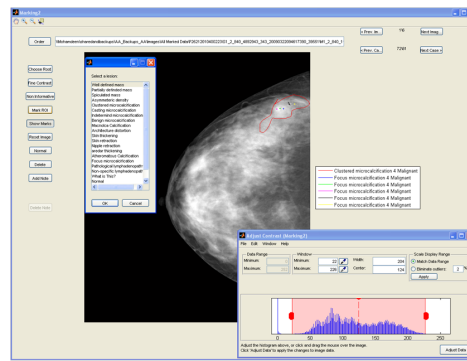 Marking2
Order
< Prev. Im...
Next Imag...
< Prev. Ca...
Next Case >
Choose Root
Fine Contrast
Non Informative
Mark ROI
Show Marks
Reset Image
Normal
Delete
Add Note
Select a lesion:
Well defined mass
Partially defined mass
Spiculated mass
Asymmetric density
Clustered microcalcification
Casting microcalcification
Benign microcalcification
Architecture distortion
Skin thickening
Skin retraction
Nipple retraction
areolar thickening
Focus microcalcification
Pathological lymphadenopath
Non-specific lymphadenopath
What is This?
Normal
OK
Cancel
Clustered microcalcification 4 Malignant
Focus microcalcification 4 Malignant
Focus microcalcification 4 Malignant
Focus microcalcification 4 Malignant
Focus microcalcification 4 Malignant
Focus microcalcification 4 Malignant
Adjust Contrast (Marking2)
File Edit Window Help
Data Range
Minimum:
Maximum:
Window
Minimum: 22
Maximum: 226
Width: 204
Center: 124
Scale Display Range
Match Data Range
Eliminate outliers: 2 %
Apply
0 50 100 150 200 250
Adjust the histogram above, or click and drag the mouse over the image.
Click 'Adjust Data' to apply the changes to image data.
Adjust Data